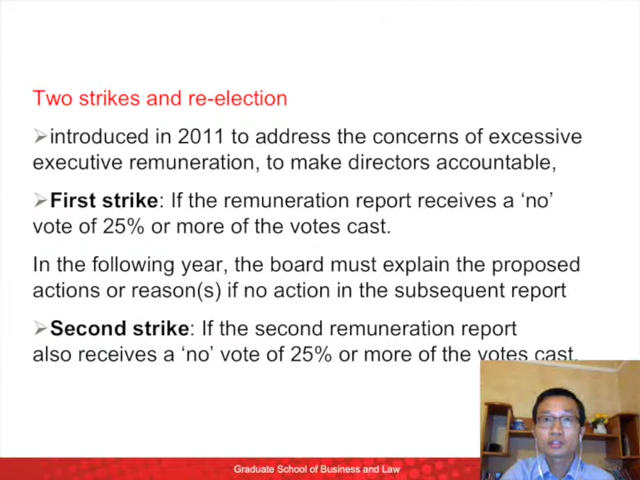 Two strikes and re-election
➢introduced in 2011 to address the concerns of excessive
executive remuneration, to make directors accountable,
➢First strike: If the remuneration report receives a ‘no’
vote of 25% or more of the votes cast.
In the following year, the board must explain the proposed
actions or reason(s) if no action in the subsequent report
➢Second strike: If the second remuneration report
also receives a ‘no’ vote of 25% or more of the votes cast.
Graduate School of Business and Law